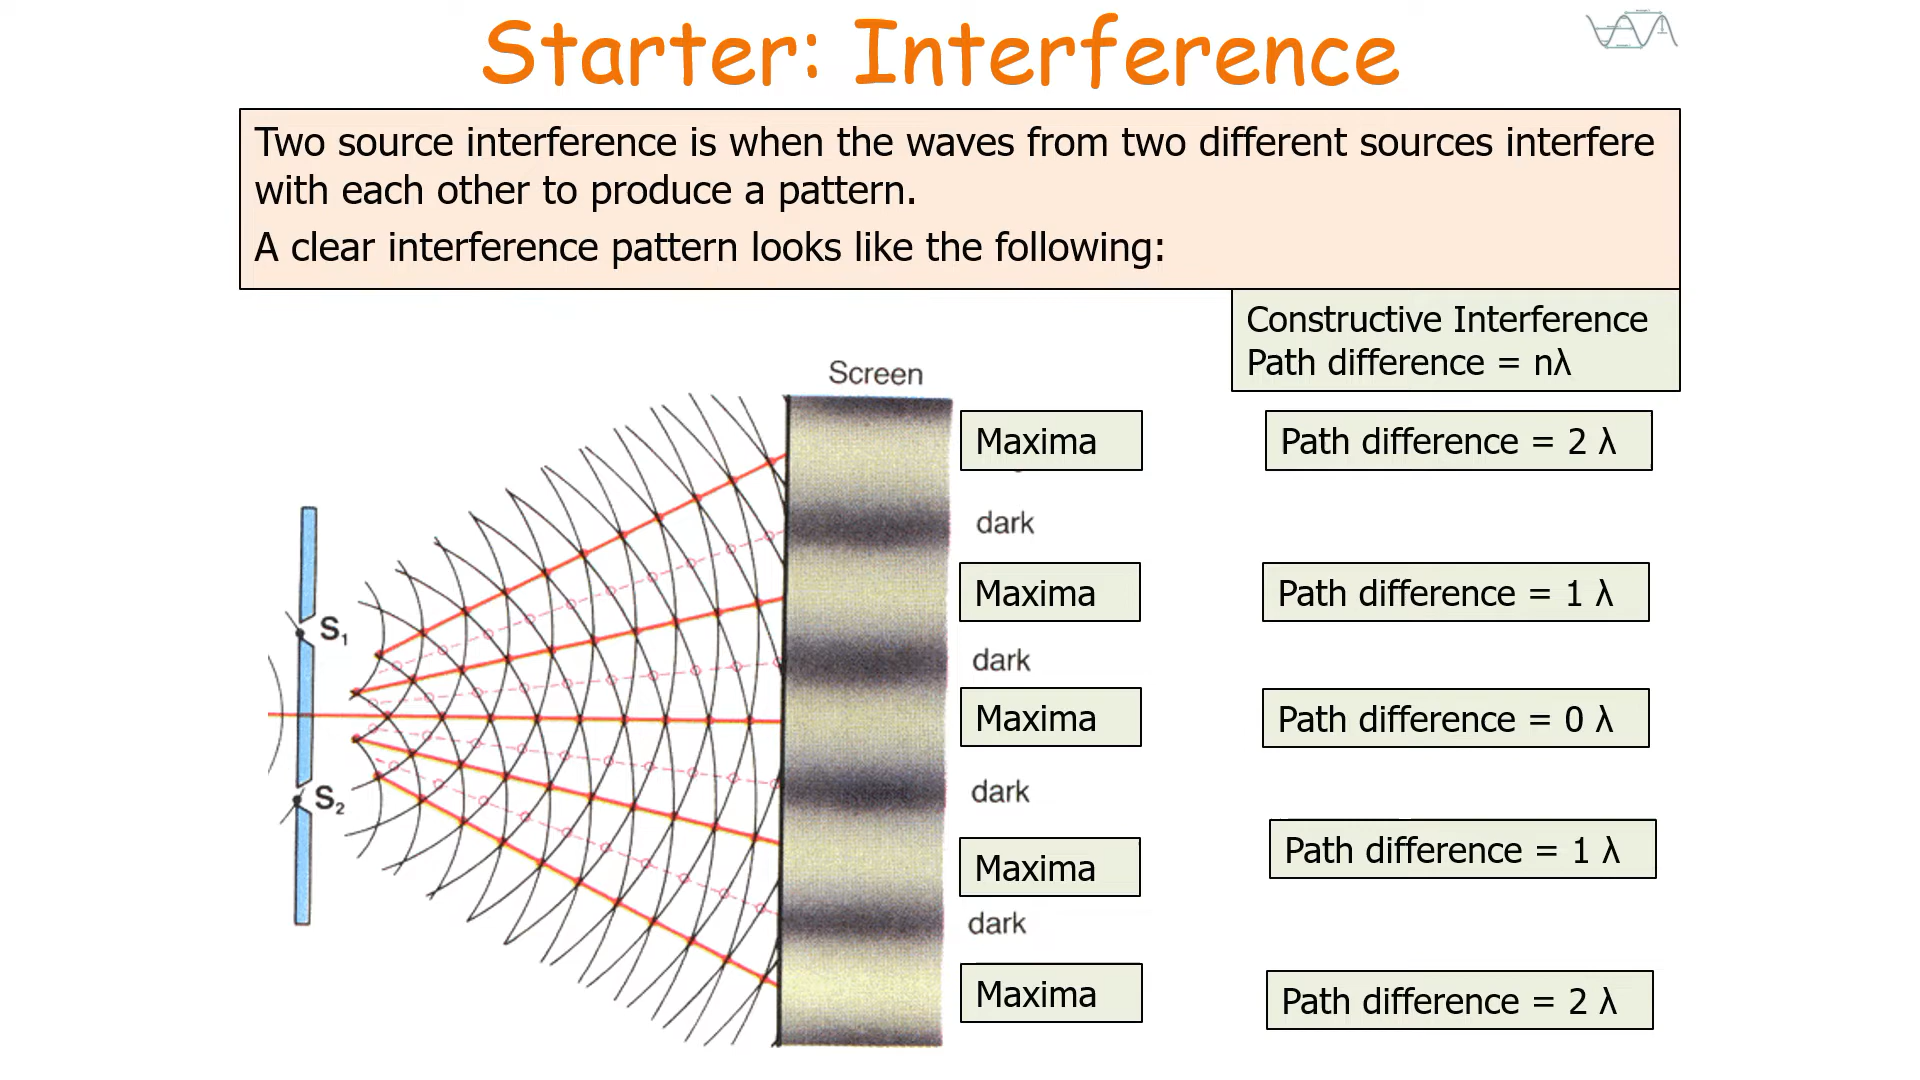 Starter: Interference
Two source interference is when the waves from two different sources interfere
with each other to produce a pattern.
A clear interference pattern looks like the following:
Constructive Interference
Path difference = nλ
Screen
Maxima
Path difference = 2 λ
dark
Maxima
Path difference = 1 λ
S₁
dark
Maxima
Path difference = 0 λ
S₂
dark
Maxima
Path difference = 1 λ
dark
Maxima
Path difference = 2 λ